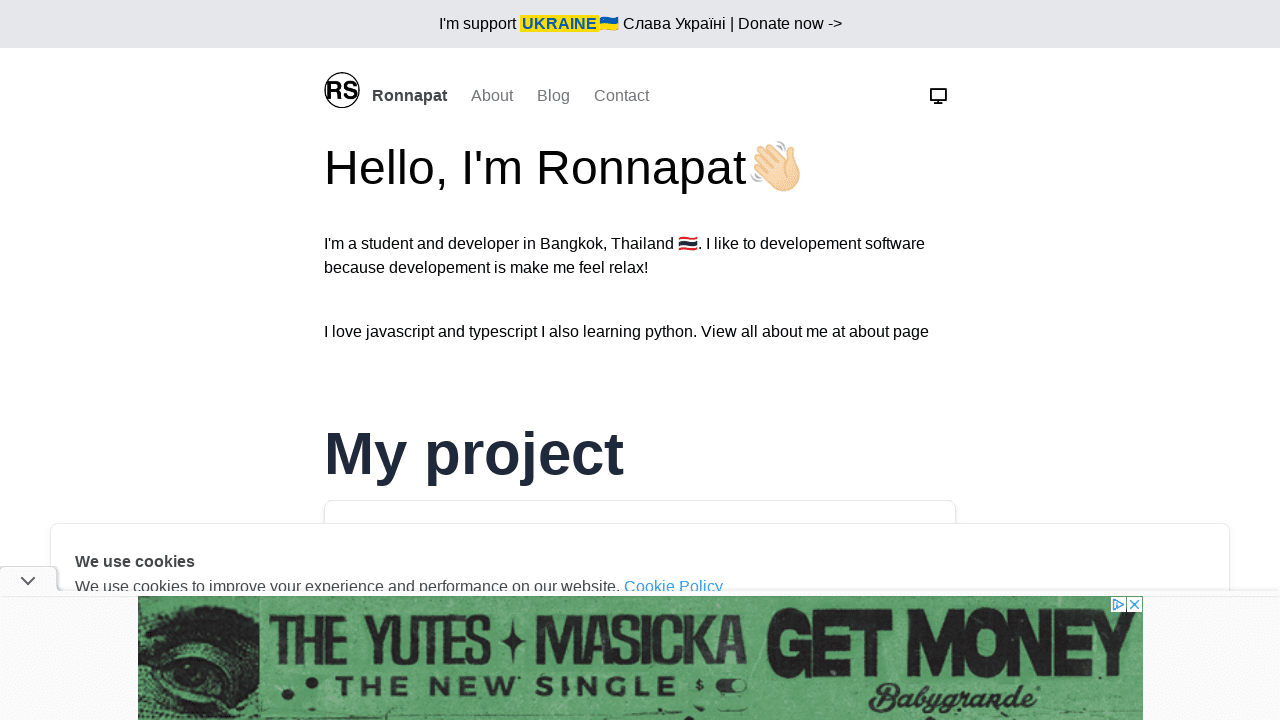 I'm support UKRAINE🇺🇦 Слава Україні | Donate now ->
RS Ronnapat About Blog Contact
Hello, I'm Ronnapat👋🏻
I'm a student and developer in Bangkok, Thailand 🇹🇭. I like to developement software
because developement is make me feel relax!
I love javascript and typescript I also learning python. View all about me at about page
My project
We use cookies
We use cookies to improve your experience and performance on our website. Cookie Policy
THE YUTES MASICKA
THE NEW SINGLE
GET MONEY
Babygrande